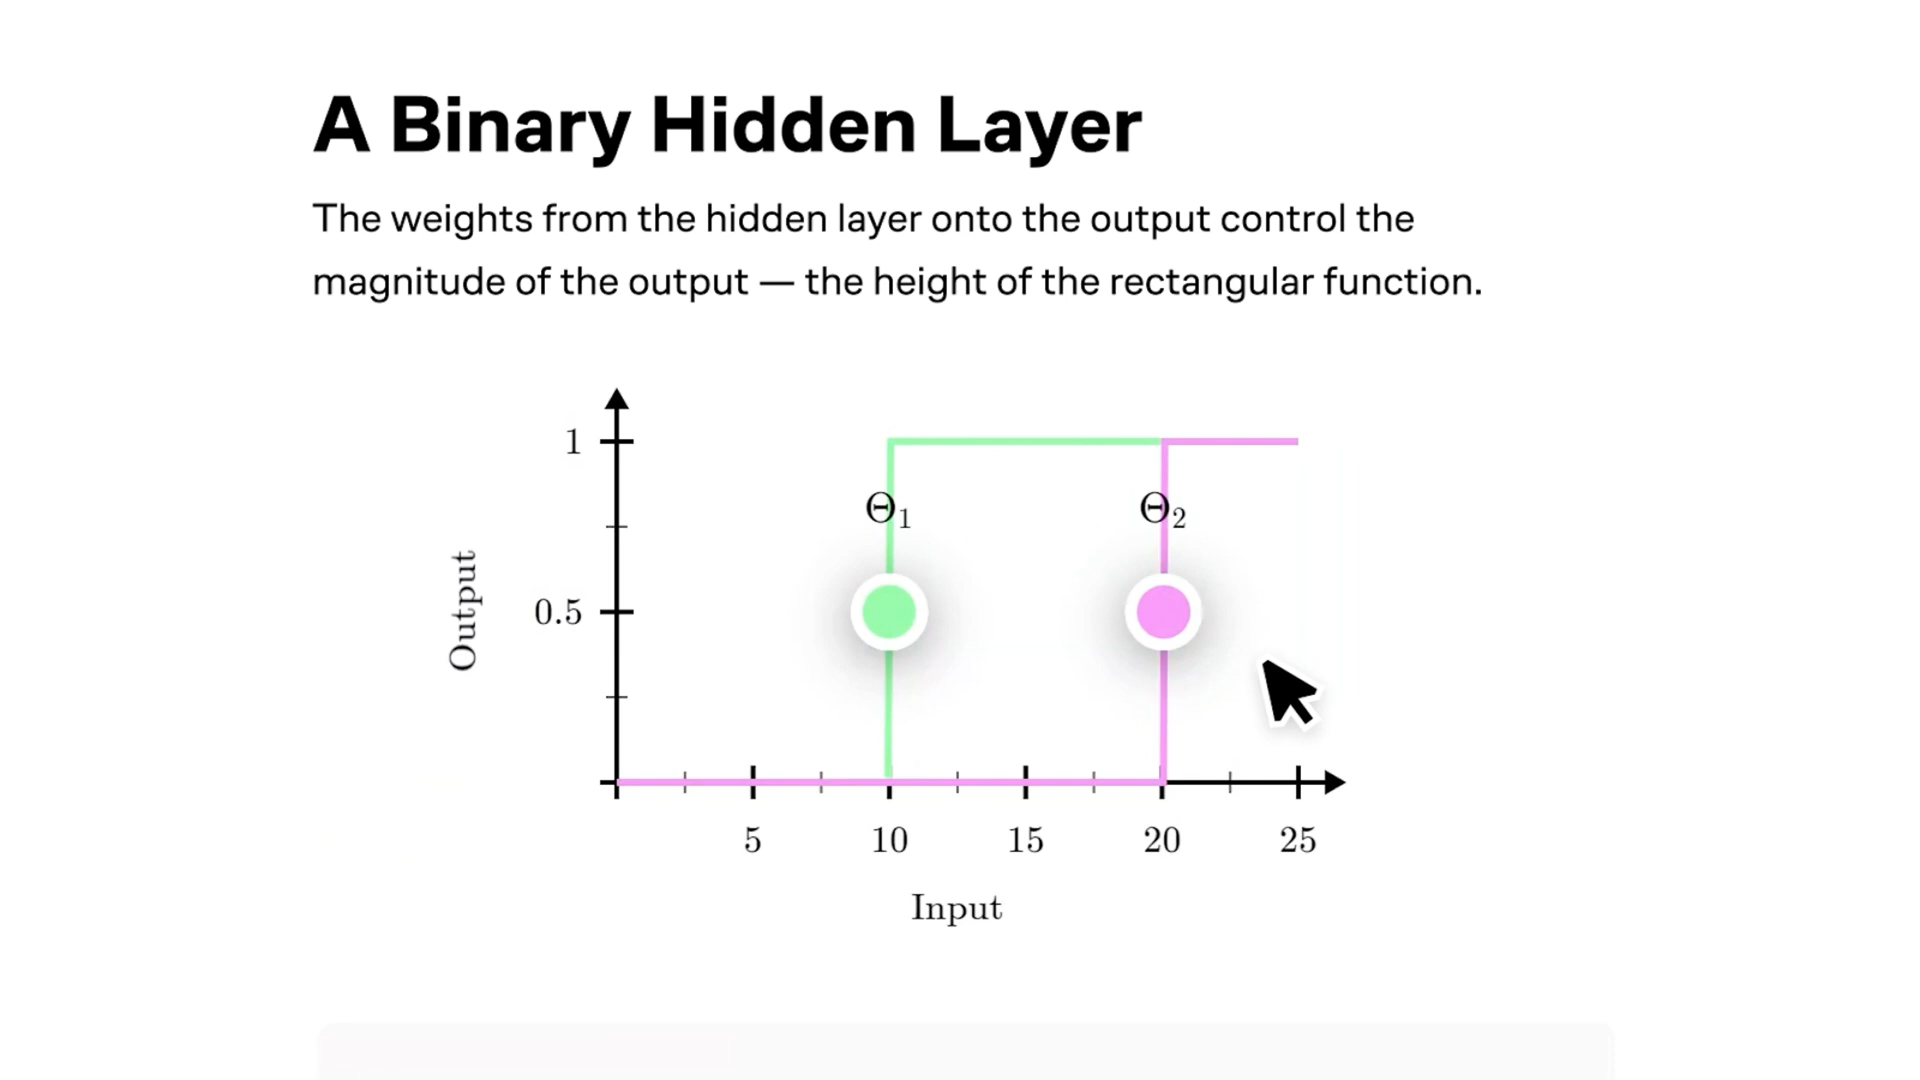 A Binary Hidden Layer
The weights from the hidden layer onto the output control the
magnitude of the output — the height of the rectangular function.
1
Θ₁
Θ₂
Output
0.5
5
10
15
20
25
Input